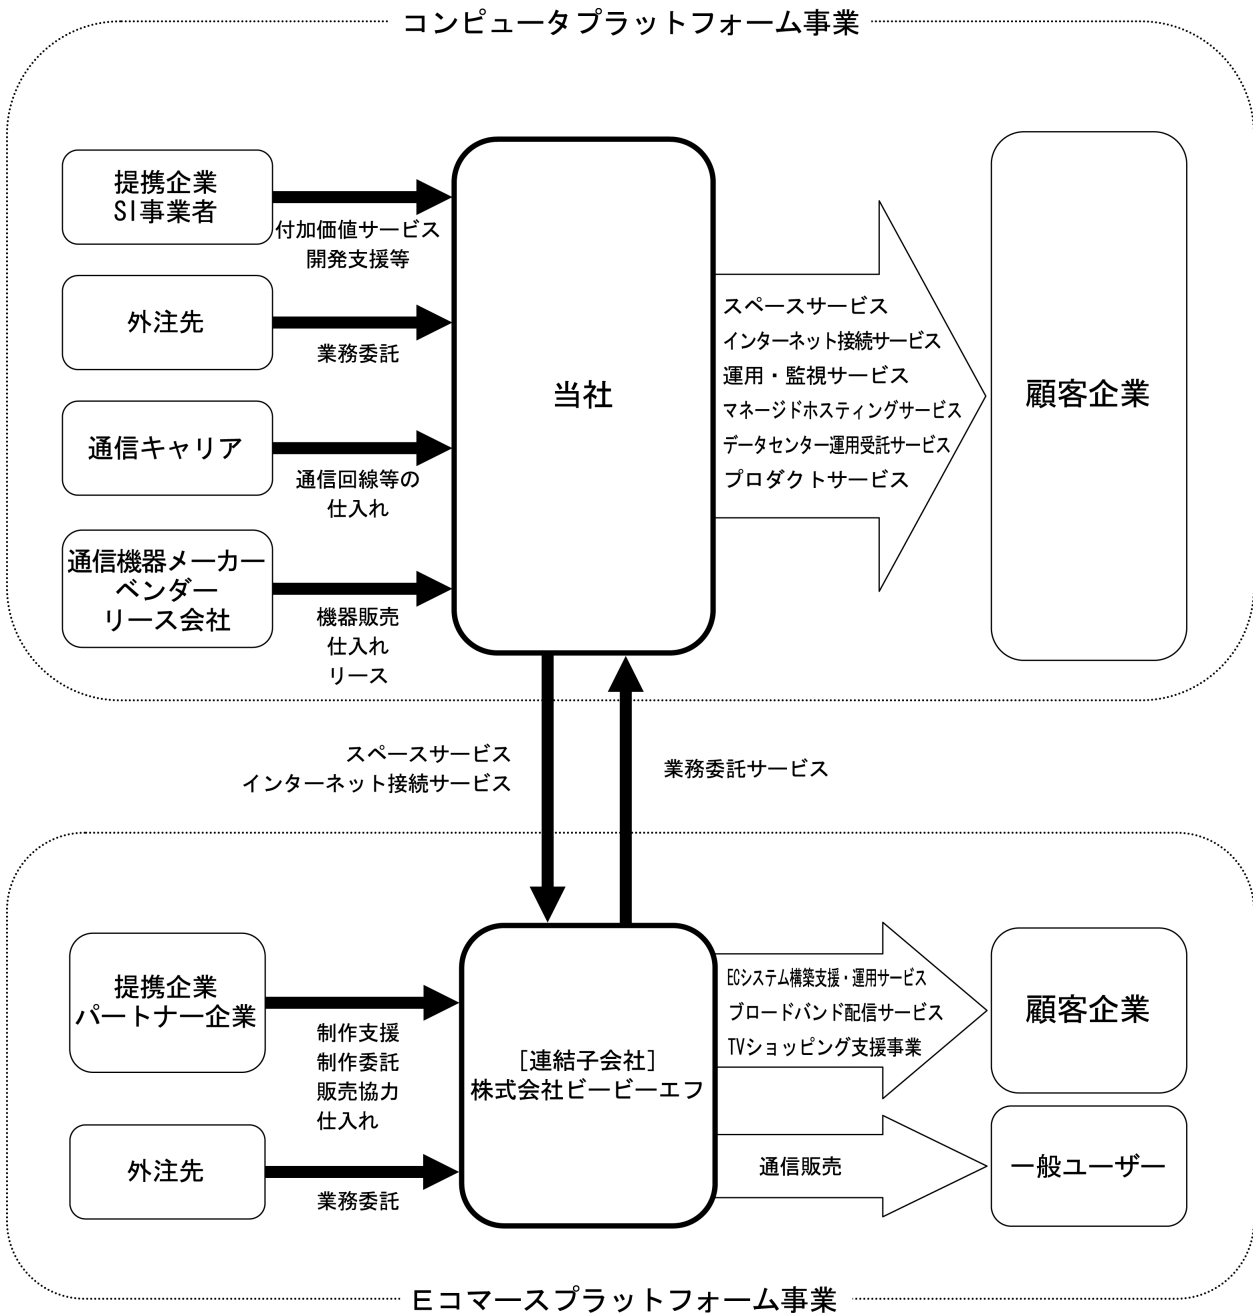 コンピュータプラットフォーム事業
提携企業
SI事業者
付加価値サービス
開発支援等
外注先
業務委託
通信キャリア
通信回線等の
仕入れ
通信機器メーカー
ベンダー
リース会社
機器販売
仕入れ
リース
当社
スペースサービス
インターネット接続サービス
運用・監視サービス
マネージドホスティングサービス
データセンター運用受託サービス
プロダクトサービス
顧客企業
スペースサービス
インターネット接続サービス
業務委託サービス
提携企業
パートナー企業
制作支援
制作委託
販売協力
仕入れ
外注先
業務委託
[連結子会社]
株式会社ビービーエフ
ECシステム構築支援・運用サービス
ブロードバンド配信サービス
TVショッピング支援事業
顧客企業
通信販売
一般ユーザー
Eコマースプラットフォーム事業